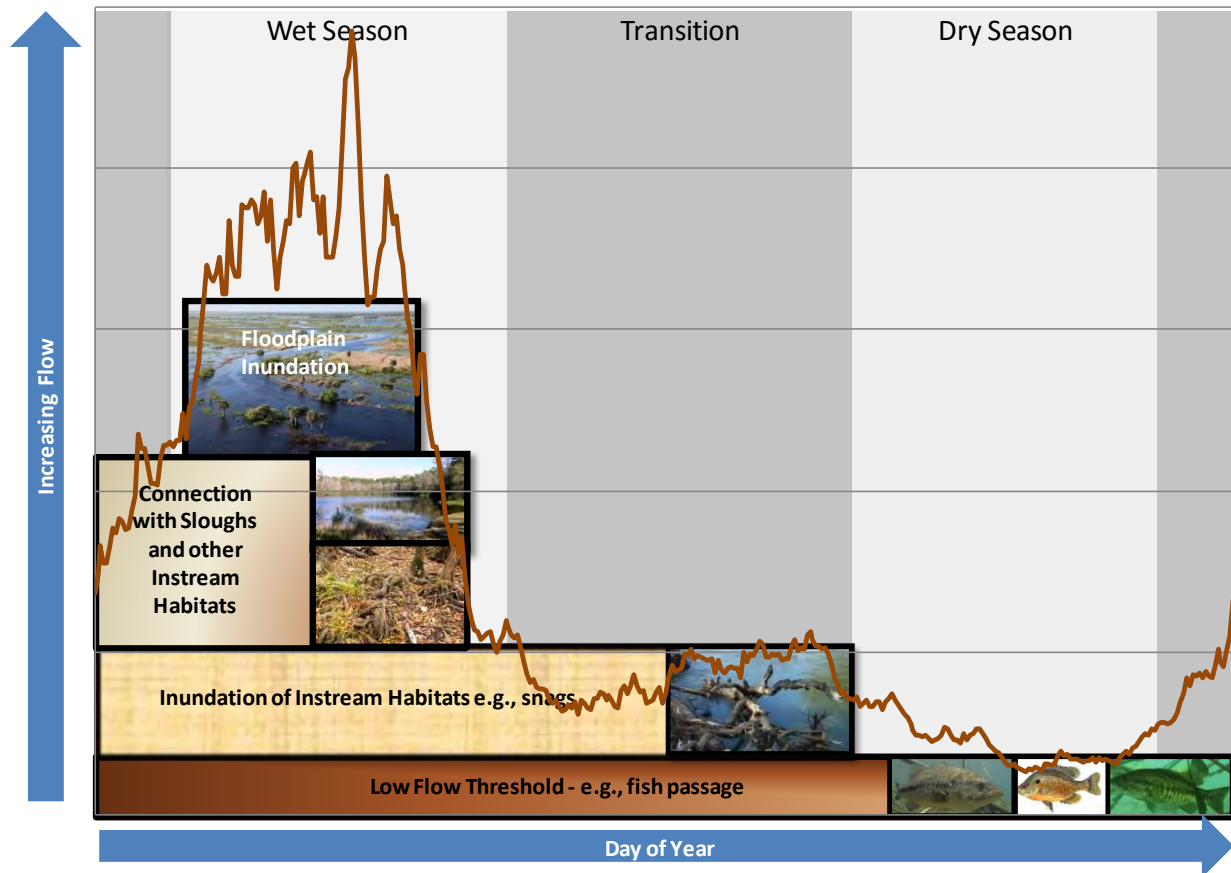 Wet Season
Transition
Dry Season
Increasing Flow
Floodplain
Inundation
Connection
with Sloughs
and other
Instream
Habitats
Inundation of Instream Habitats e.g., snags
Low Flow Threshold - e.g., fish passage
Day of Year